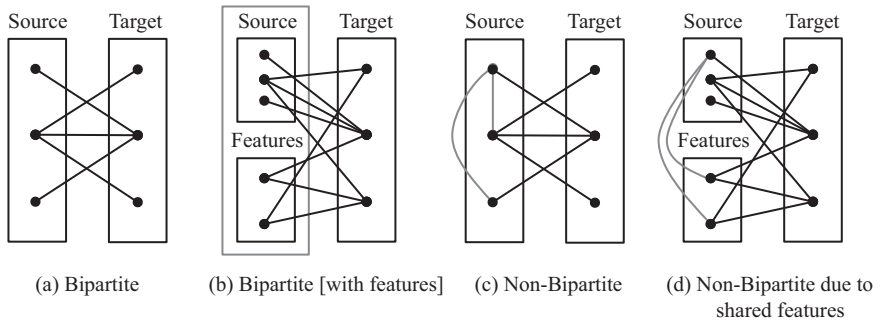 Source Target
Source Target
Source Target
Source Target
Features
Features
(a) Bipartite
(b) Bipartite [with features]
(c) Non-Bipartite
(d) Non-Bipartite due to
shared features